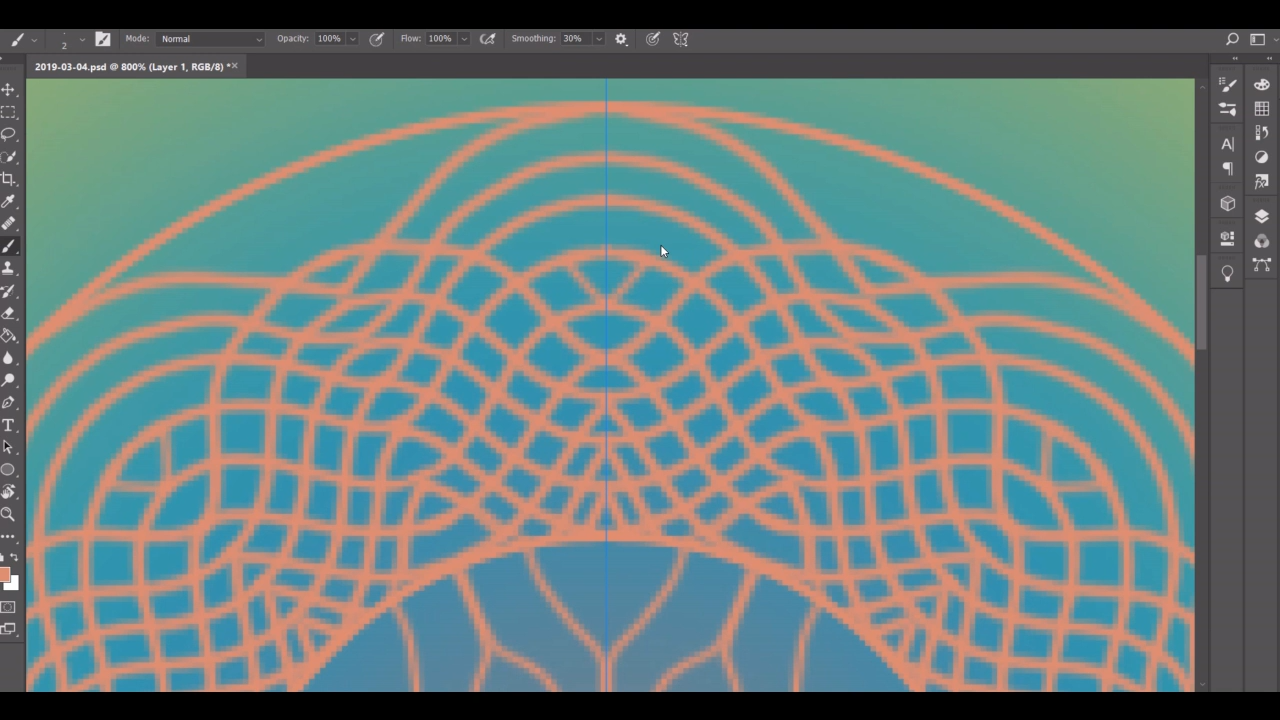 2 Mode: Normal Opacity: 100% Flow: 100% Smoothing: 30%
2019-03-04.psd @ 800% (Layer 1, RGB/8) *